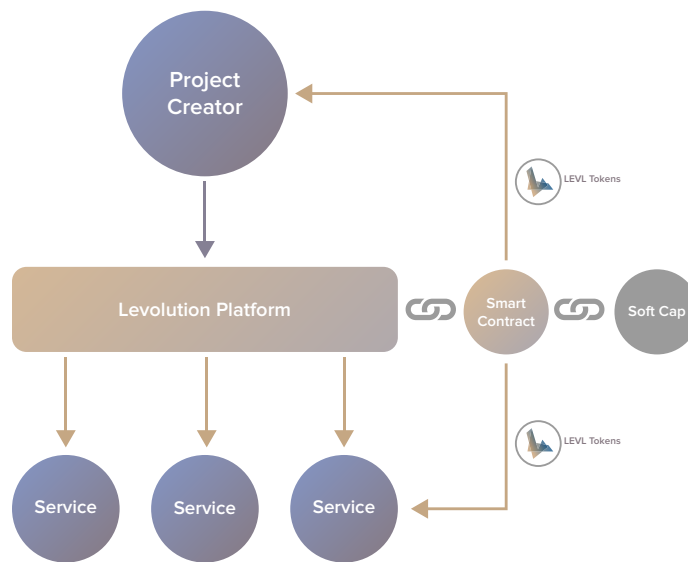 Project
Creator
LEVL Tokens
Levolution Platform
Smart
Contract
Soft Cap
LEVL Tokens
Service
Service
Service